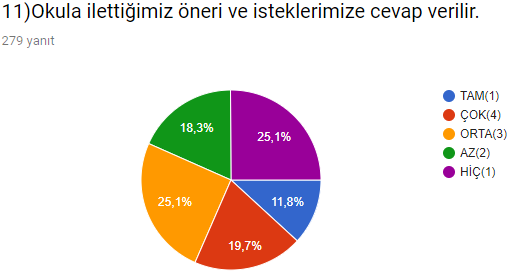 11)Okula ilettiğimiz öneri ve isteklerimize cevap verilir.
279 yanıt
TAM(1)
ÇOK(4)
ORTA(3)
AZ(2)
HİÇ(1)
18,3%
25,1%
25,1%
11,8%
19,7%